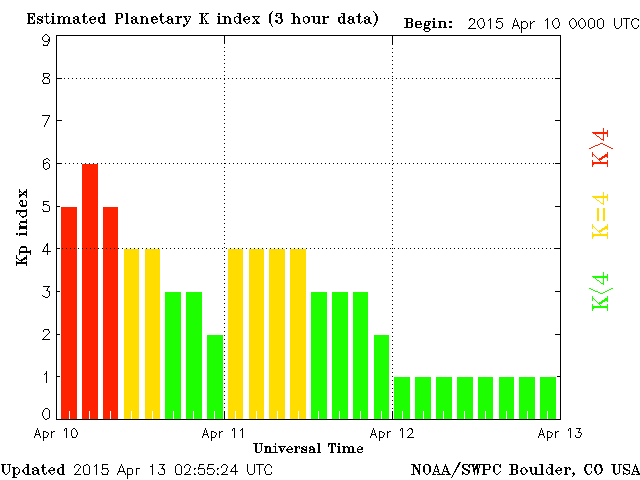 Estimated Planetary K index (3 hour data) Begin: 2015 Apr 10 0000 UTC
9
8
7
6
5
4
3
2
1
0
Kp index
K>4
K=4
K<4
Apr 10 Apr 11 Apr 12 Apr 13
Universal Time
Updated 2015 Apr 13 02:55:24 UTC NOAA/SWPC Boulder, CO USA